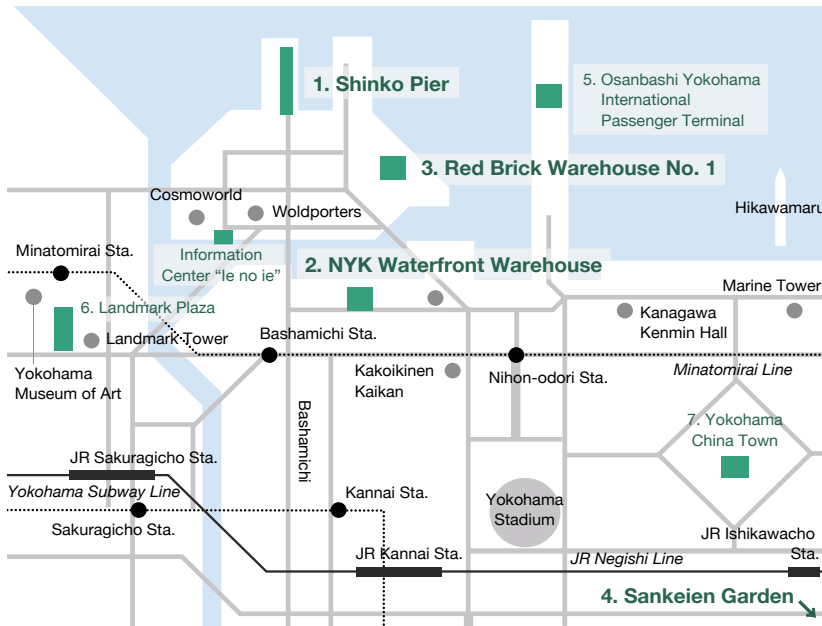 1. Shinko Pier
5. Osanbashi Yokohama
International
Passenger Terminal
3. Red Brick Warehouse No. 1
Cosmoworld
Woldporters
Hikawamaru
Minatomirai Sta.
Information
Center “Ie no ie”
2. NYK Waterfront Warehouse
Marine Tower
6. Landmark Plaza
Landmark Tower
Kanagawa
Kenmin Hall
Bashamichi Sta.
Yokohama
Museum of Art
Kakoikinen
Kaikan
Nihon-odori Sta.
Minatomirai Line
Bashamichi
7. Yokohama
China Town
JR Sakuragicho Sta.
Yokohama Subway Line
Sakuragicho Sta.
Kannai Sta.
Yokohama
Stadium
JR Kannai Sta.
JR Negishi Line
JR Ishikawacho
Sta.
4. Sankeien Garden